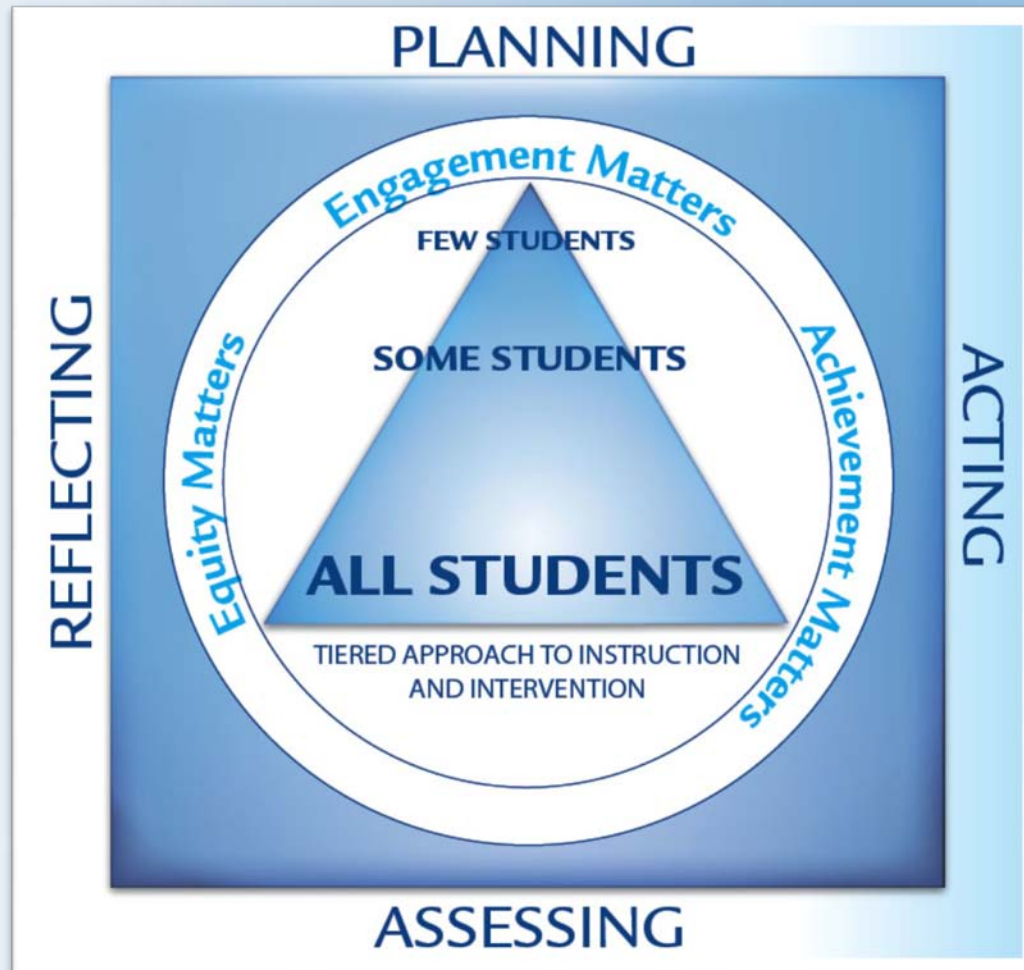 PLANNING
Engagement Matters
FEW STUDENTS
SOME STUDENTS
Equity Matters
Achievement Matters
REFLECTING
ACTING
ALL STUDENTS
TIERED APPROACH TO INSTRUCTION
AND INTERVENTION
ASSESSING